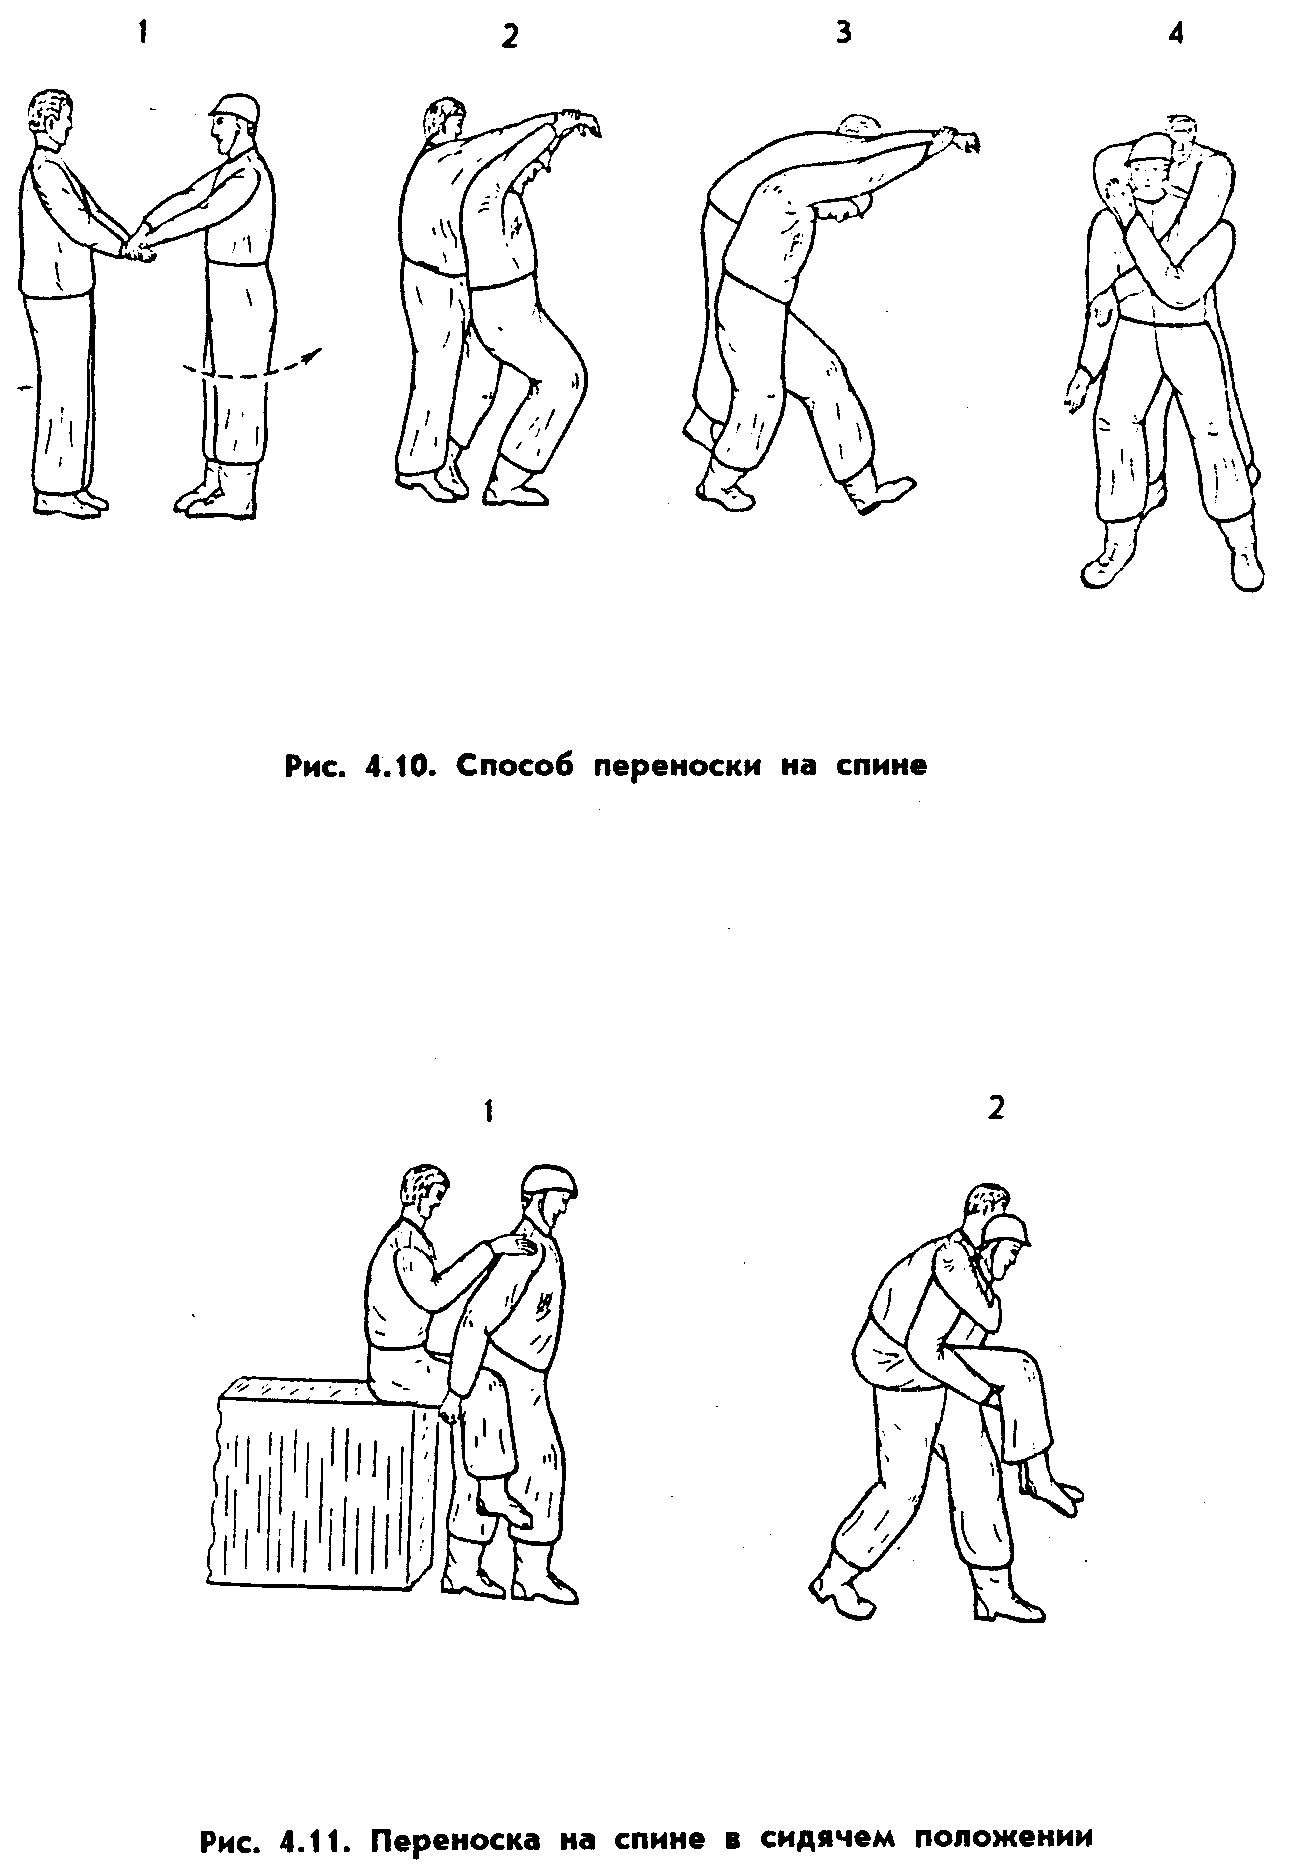 1 2 3 4
Рис. 4.10. Способ переноски на спине
1 2
Рис. 4.11. Переноска на спине в сидячем положении